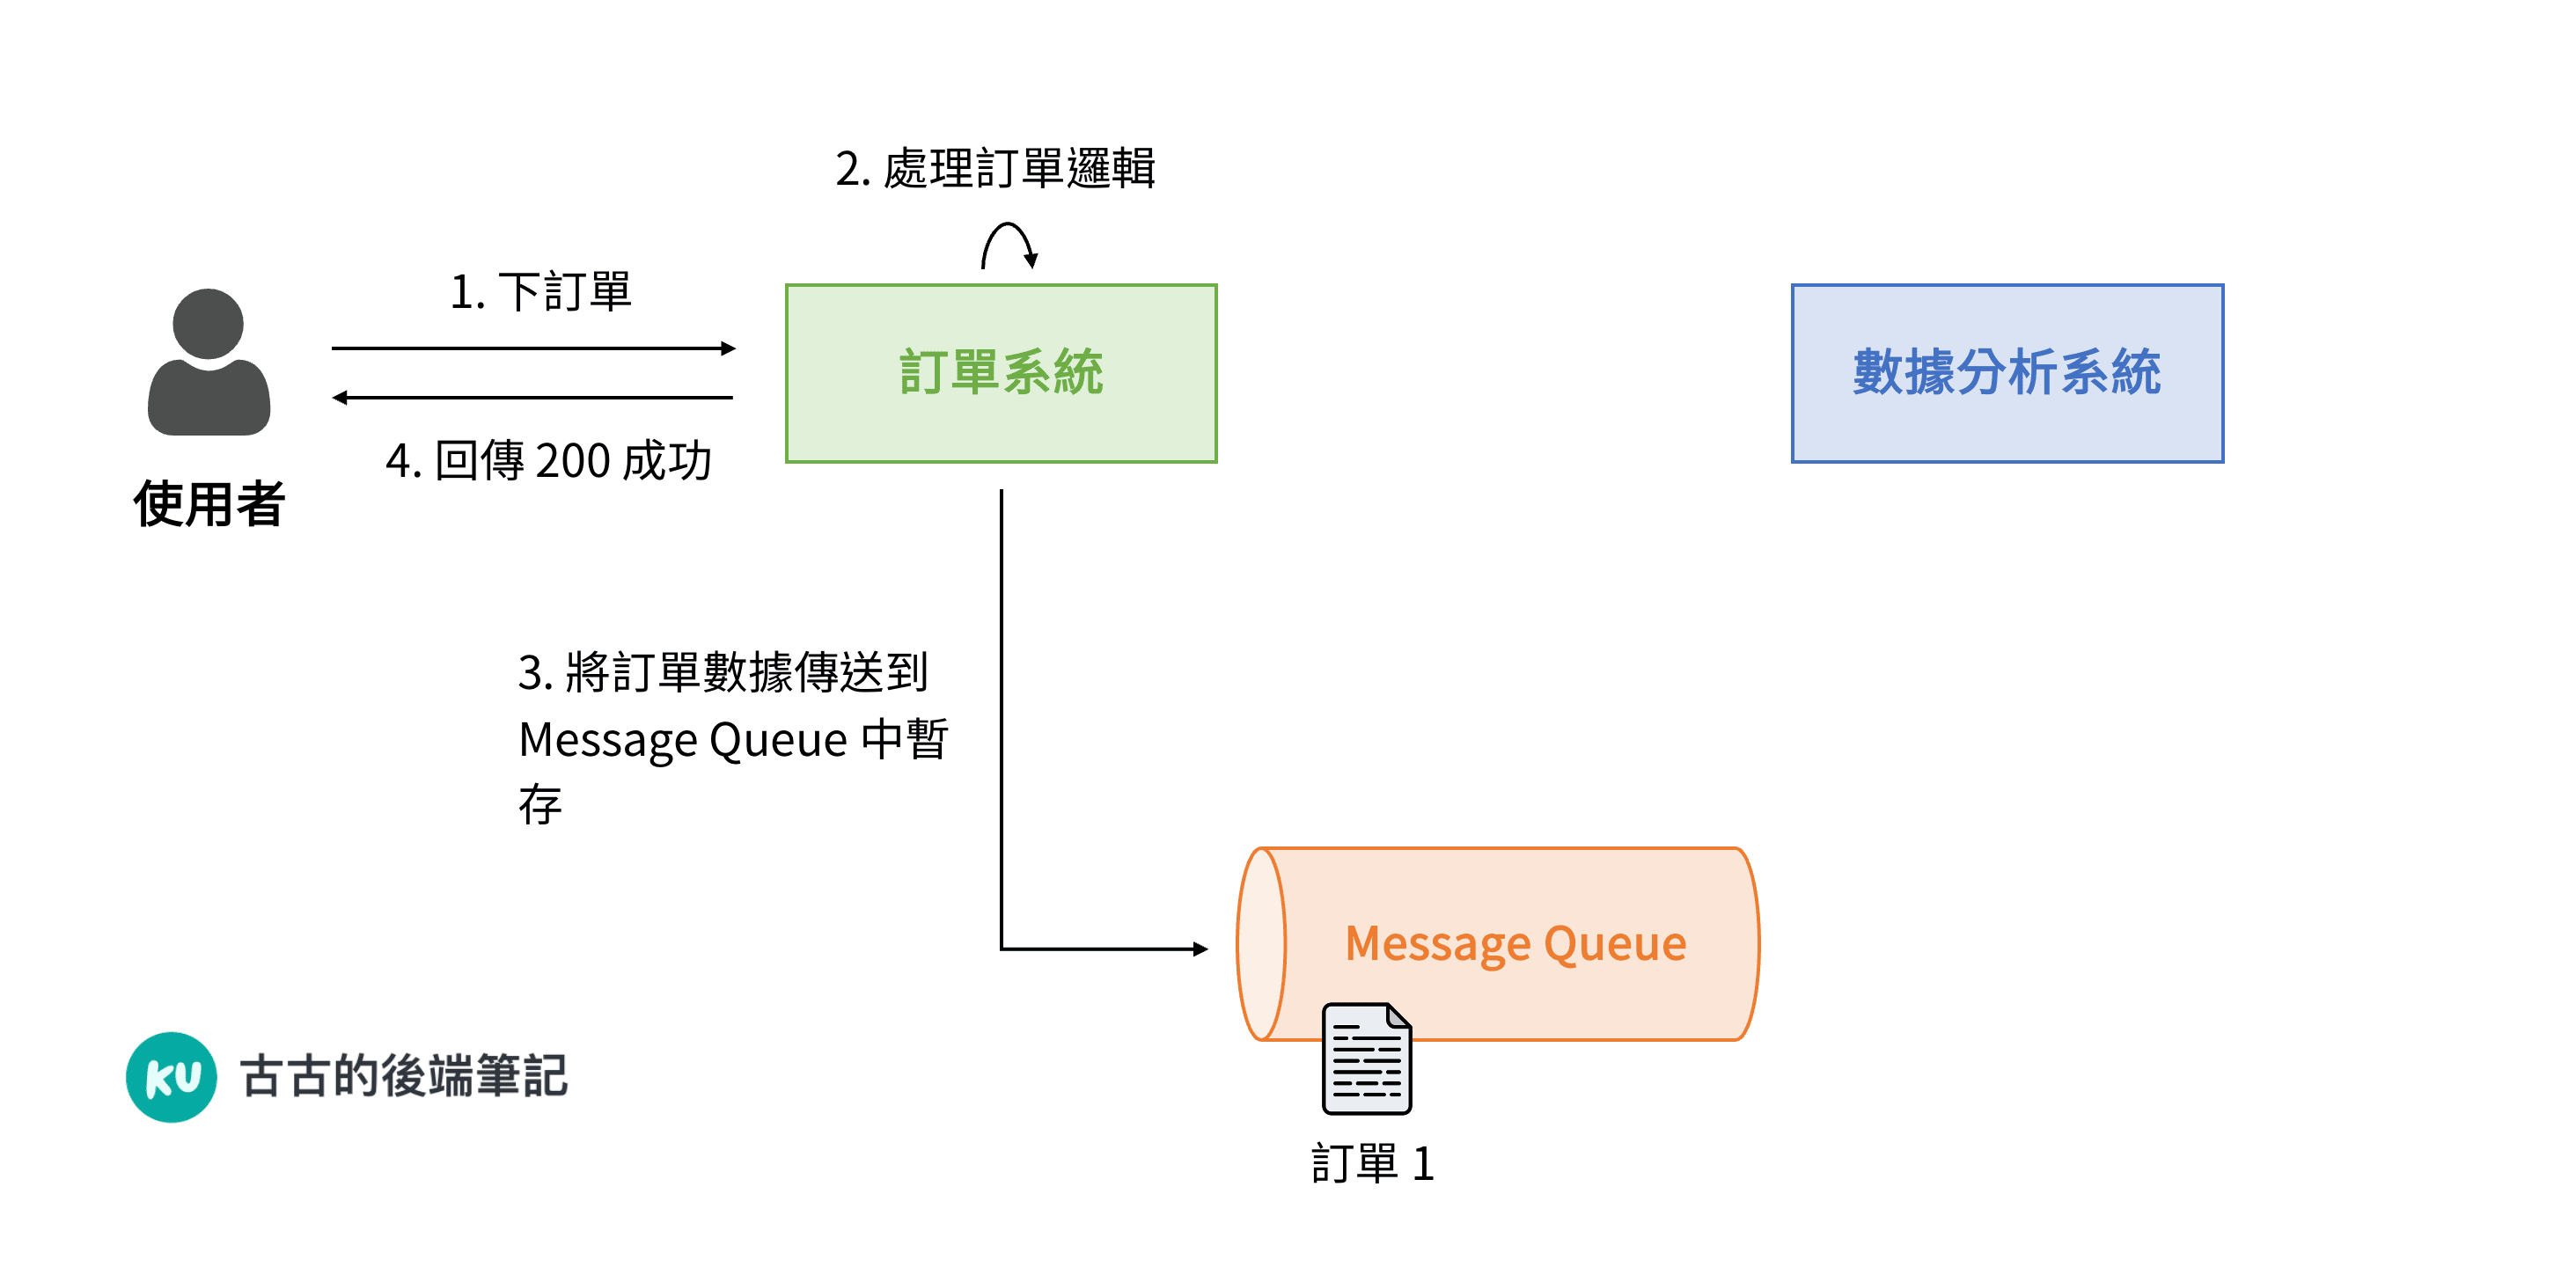 2. 處理訂單邏輯
1. 下訂單
訂單系統
數據分析系統
4. 回傳 200 成功
使用者
3. 將訂單數據傳送到
Message Queue 中暫
存
Message Queue
訂單 1
KU 古古的後端筆記